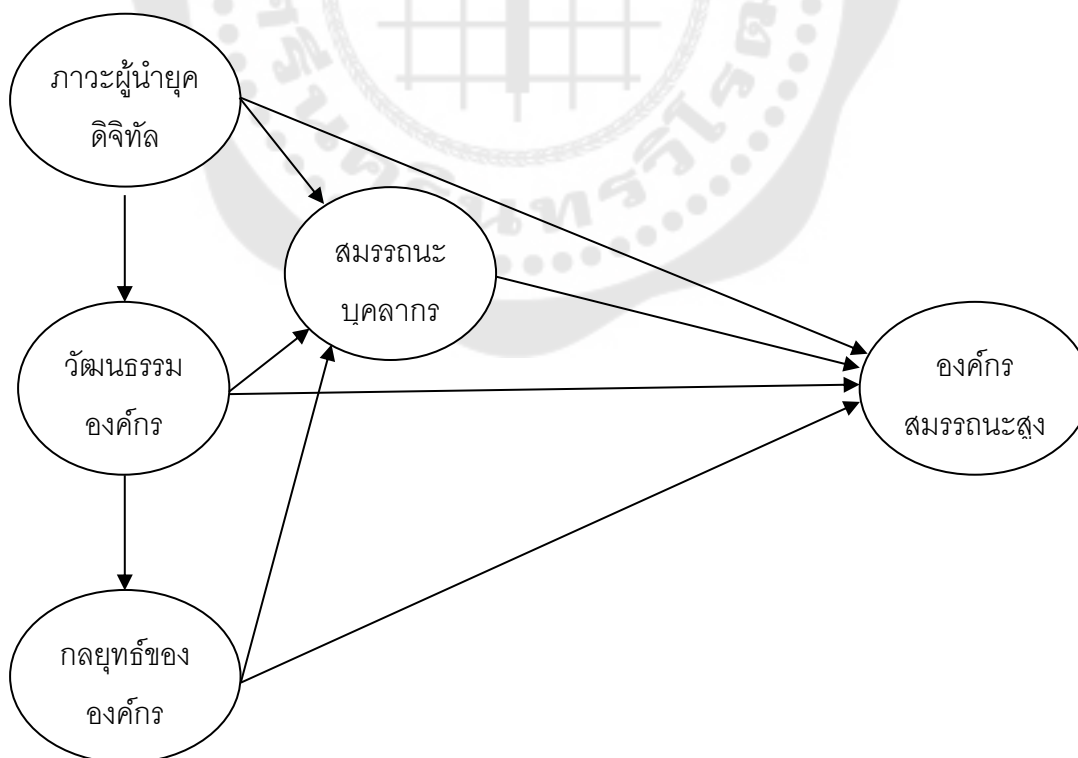 ภาวะผู้นำยุค
ดิจิทัล
สมรรถนะ
บุคลากร
วัฒนธรรม
องค์กร
องค์กร
สมรรถนะสูง
กลยุทธ์ของ
องค์กร